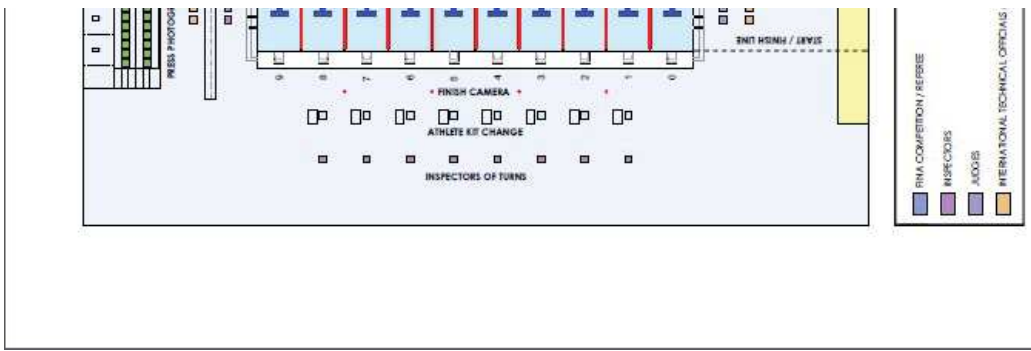 PRESS PHOTOG
START / FINISH LINE
9 8 7 6 5 4 3 2 1 0
FINISH CAMERA
ATHLETE KIT CHANGE
INSPECTORS OF TURNS
FINA COMPETITION / REFEREE
INSPECTORS
JUDGES
INTERNATIONAL TECHNICAL OFFICIALS